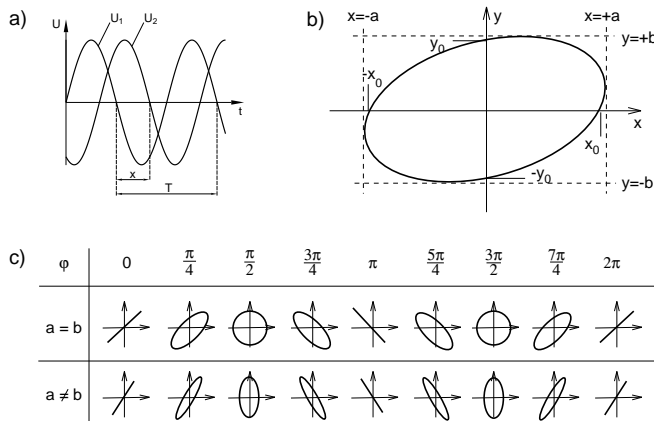 a)
U
U₁ U₂
t
x
T
b)
x=-a y x=+a
y₀ y=+b
-x₀
x
x₀
-y₀
y=-b
c) φ 0 π/4 π/2 3π/4 π 5π/4 3π/2 7π/4 2π
a = b
a ≠ b